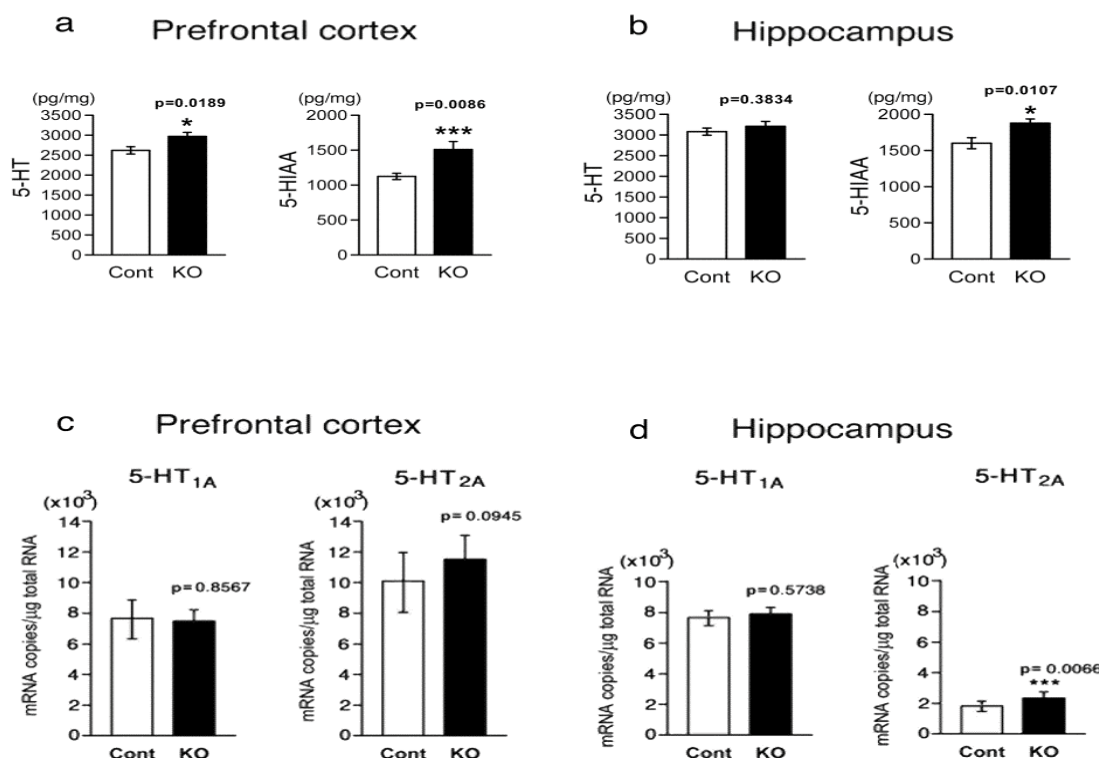 a Prefrontal cortex
(pg/mg)
p=0.0189
*
5-HT
3500
3000
2500
2000
1500
1000
500
0
Cont KO
(pg/mg)
p=0.0086
***
5-HIAA
2000
1500
1000
500
0
Cont KO
b Hippocampus
(pg/mg)
p=0.3834
5-HT
3500
3000
2500
2000
1500
1000
500
0
Cont KO
(pg/mg)
p=0.0107
*
5-HIAA
2000
1500
1000
500
0
Cont KO
c Prefrontal cortex
5-HT1A
(x10³)
p=0.8567
mRNA copies/µg total RNA
14
12
10
8
6
4
2
0
Cont KO
5-HT2A
(x10³)
p=0.0945
mRNA copies/µg total RNA
14
12
10
8
6
4
2
0
Cont KO
d Hippocampus
5-HT1A
(x10³)
p=0.5738
mRNA copies/µg total RNA
10
8
6
4
2
0
Cont KO
5-HT2A
(x10³)
p= 0.0066
***
mRNA copies/µg total RNA
10
8
6
4
2
0
Cont KO